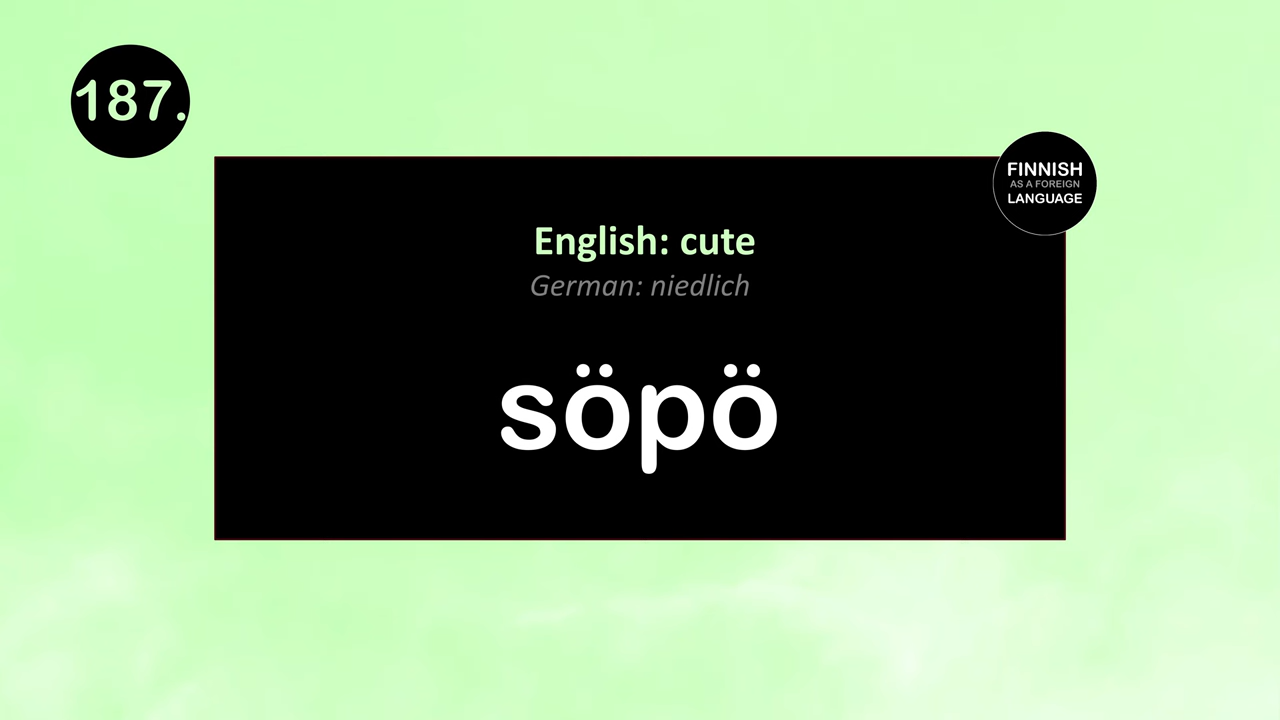 187.
FINNISH
AS A FOREIGN
LANGUAGE
English: cute
German: niedlich
söpö